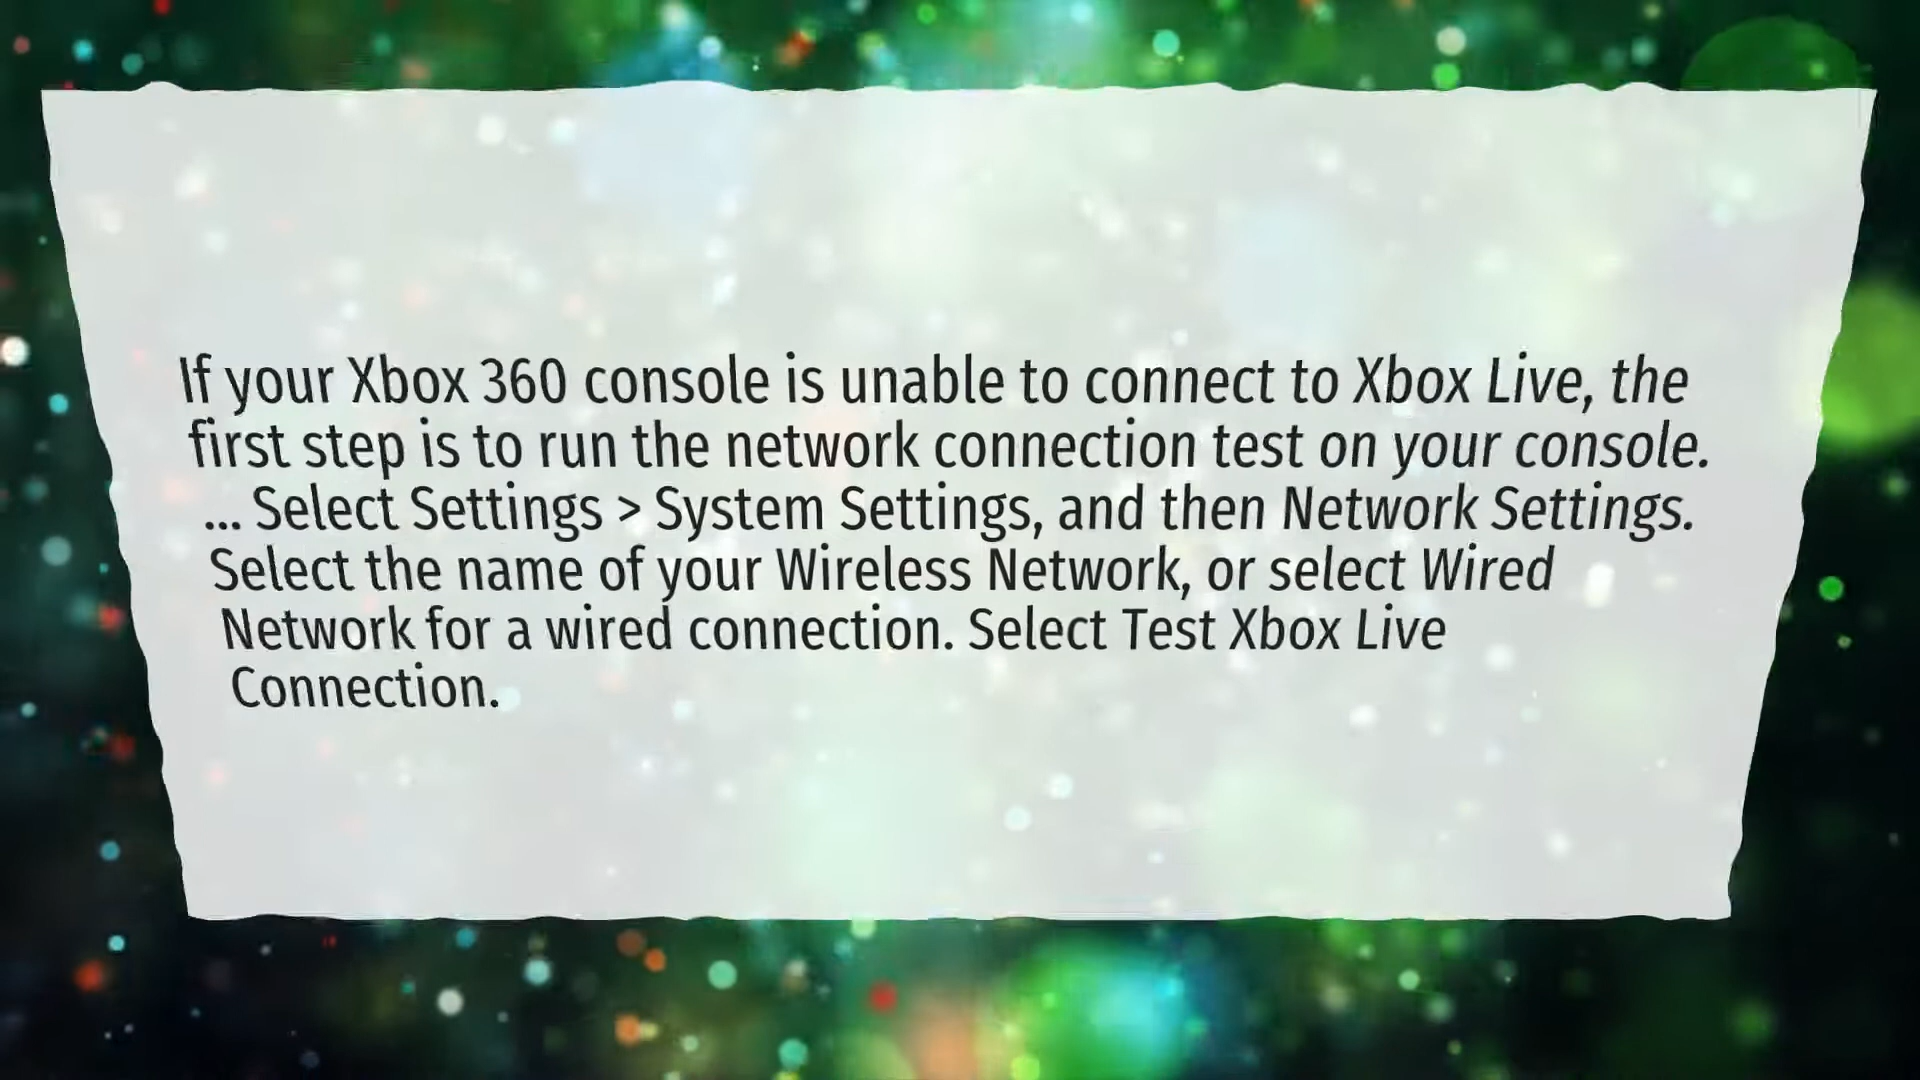 If your Xbox 360 console is unable to connect to Xbox Live, the
first step is to run the network connection test on your console.
... Select Settings > System Settings, and then Network Settings.
Select the name of your Wireless Network, or select Wired
Network for a wired connection. Select Test Xbox Live
Connection.